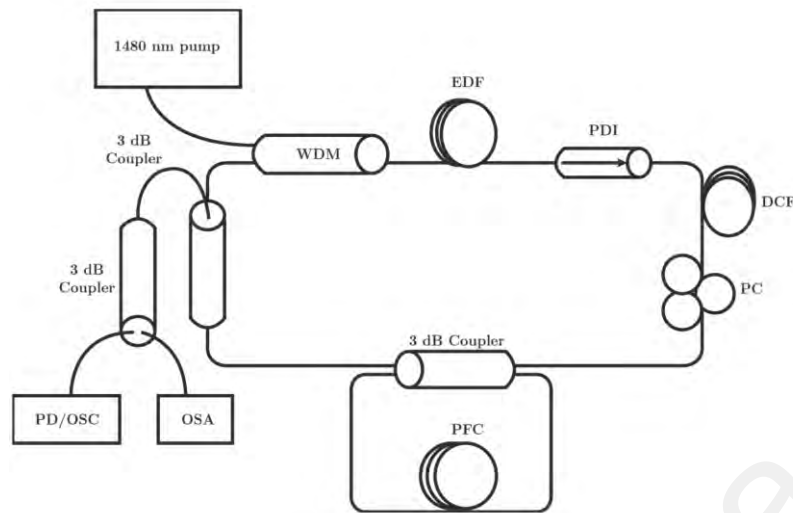 1480 nm pump
EDF
3 dB
Coupler
WDM
PDI
DCF
3 dB
Coupler
PC
3 dB Coupler
PD/OSC
OSA
PFC